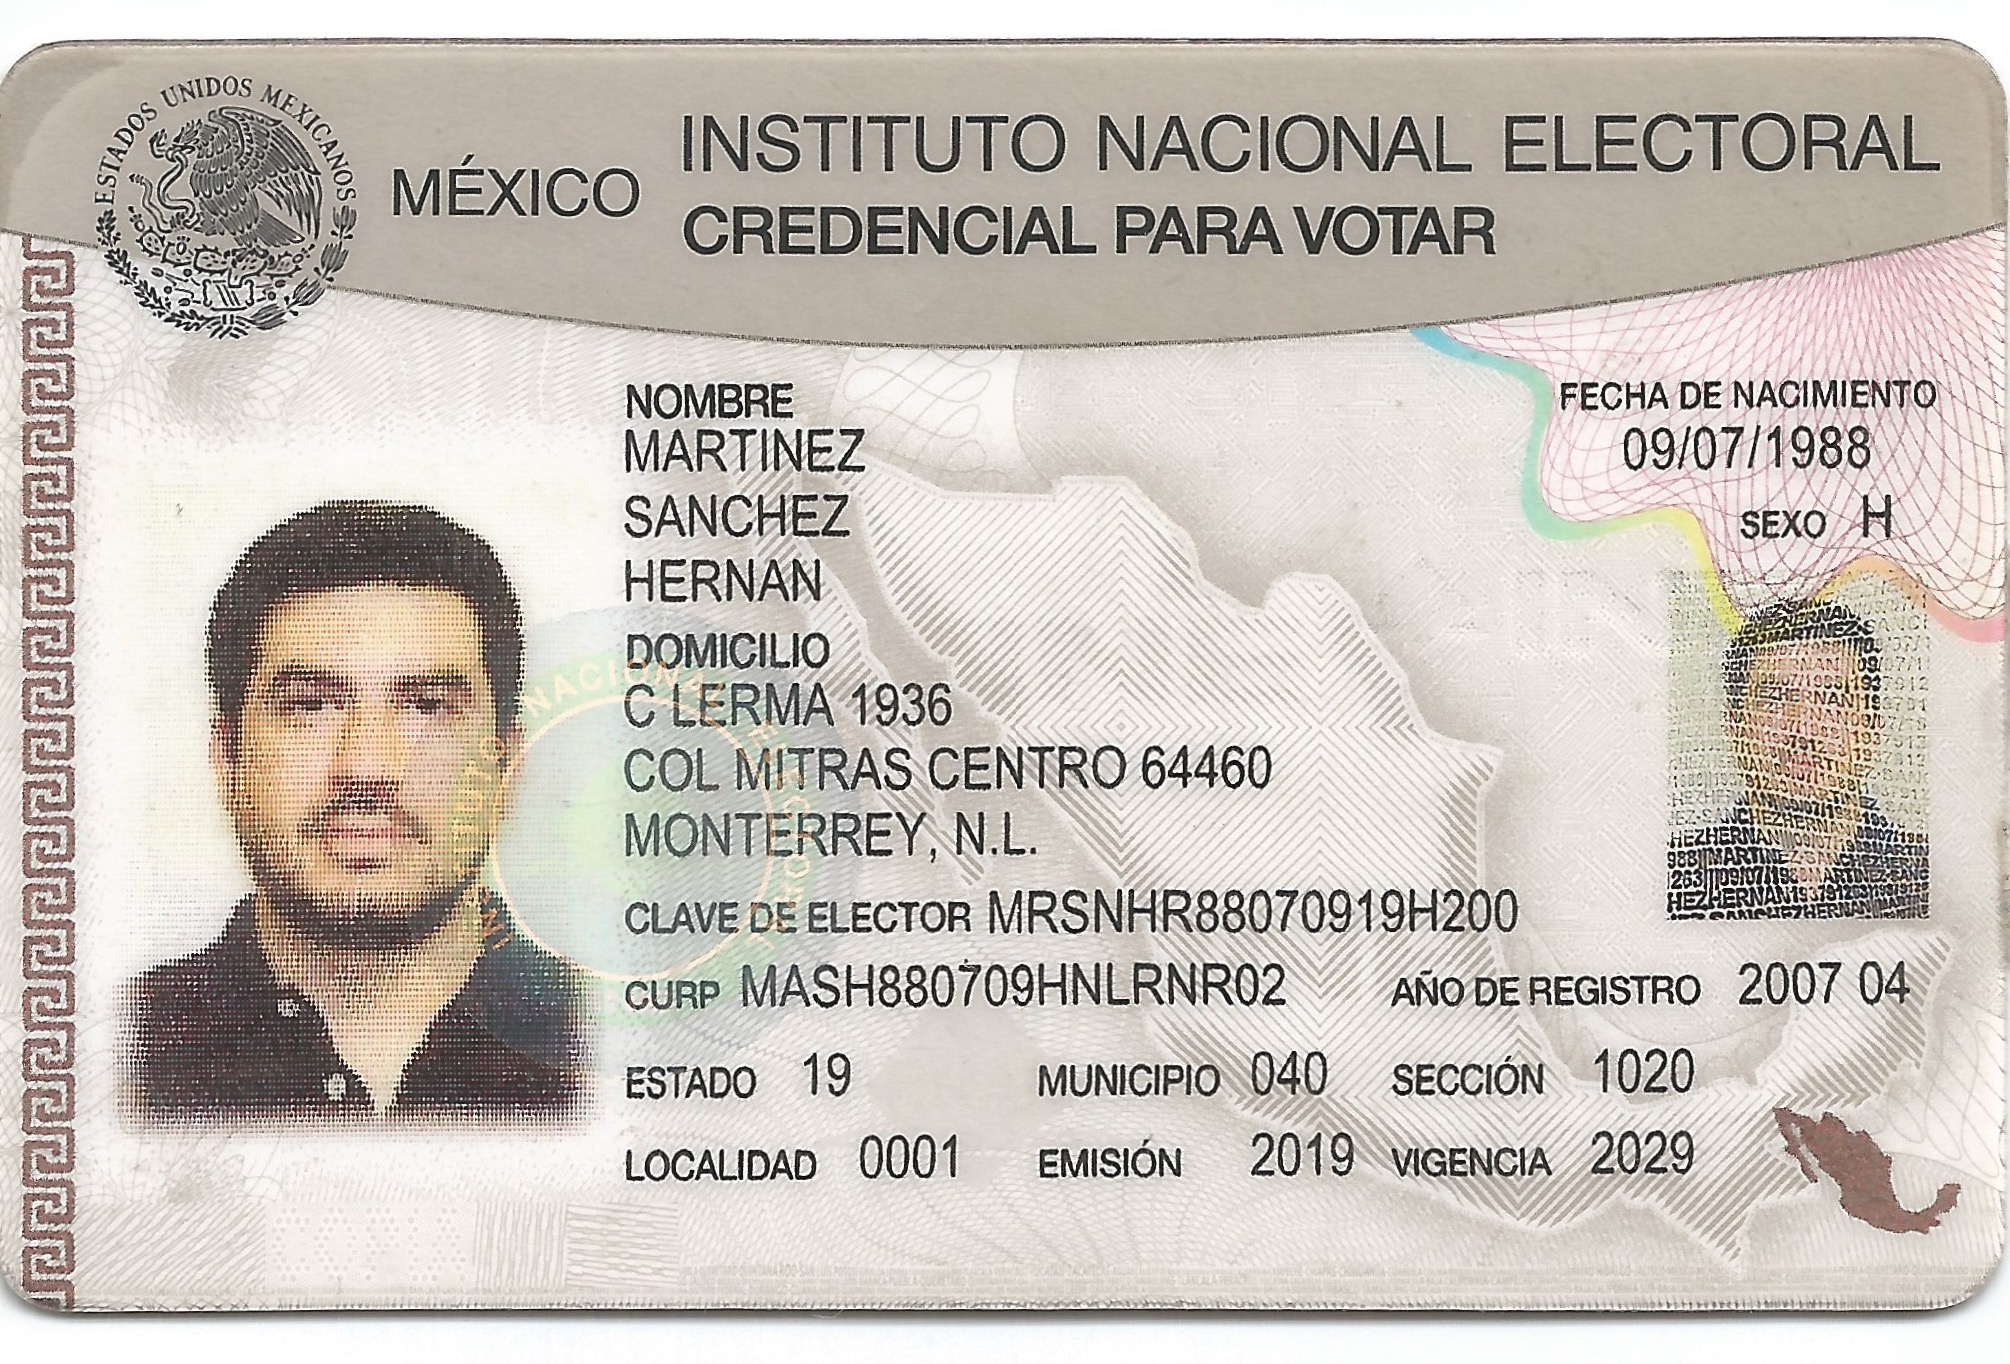 ESTADOS UNIDOS MEXICANOS
MÉXICO
INSTITUTO NACIONAL ELECTORAL
CREDENCIAL PARA VOTAR
NOMBRE
MARTINEZ
SANCHEZ
HERNAN
FECHA DE NACIMIENTO
09/07/1988
SEXO H
DOMICILIO
C LERMA 1936
COL MITRAS CENTRO 64460
MONTERREY, N.L.
CLAVE DE ELECTOR MRSNHR88070919H200
CURP MASH880709HNLRNR02 AÑO DE REGISTRO 2007 04
ESTADO 19 MUNICIPIO 040 SECCIÓN 1020
LOCALIDAD 0001 EMISIÓN 2019 VIGENCIA 2029